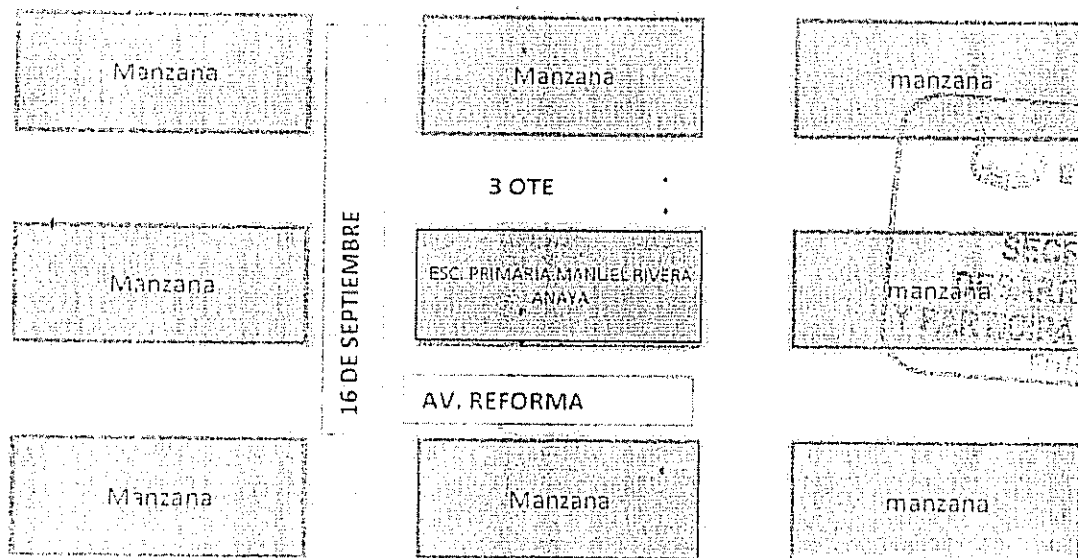 Manzana
Manzana
manzana
3 OTE
16 DE SEPTIEMBRE
Manzana
ESC. PRIMARIA MANUEL RIVERA
ANAYA
manzana
AV. REFORMA
Manzana
Manzana
manzana